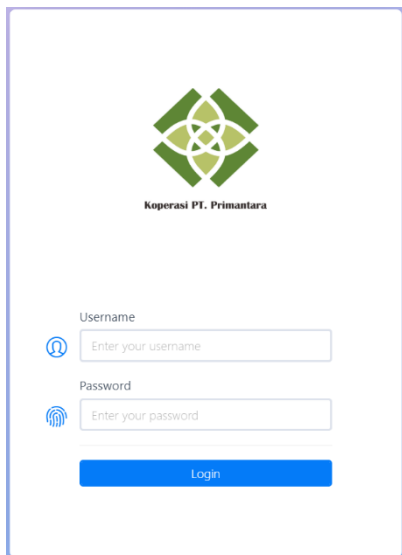 Koperasi PT. Primantara
Username
Enter your username
Password
Enter your password
Login